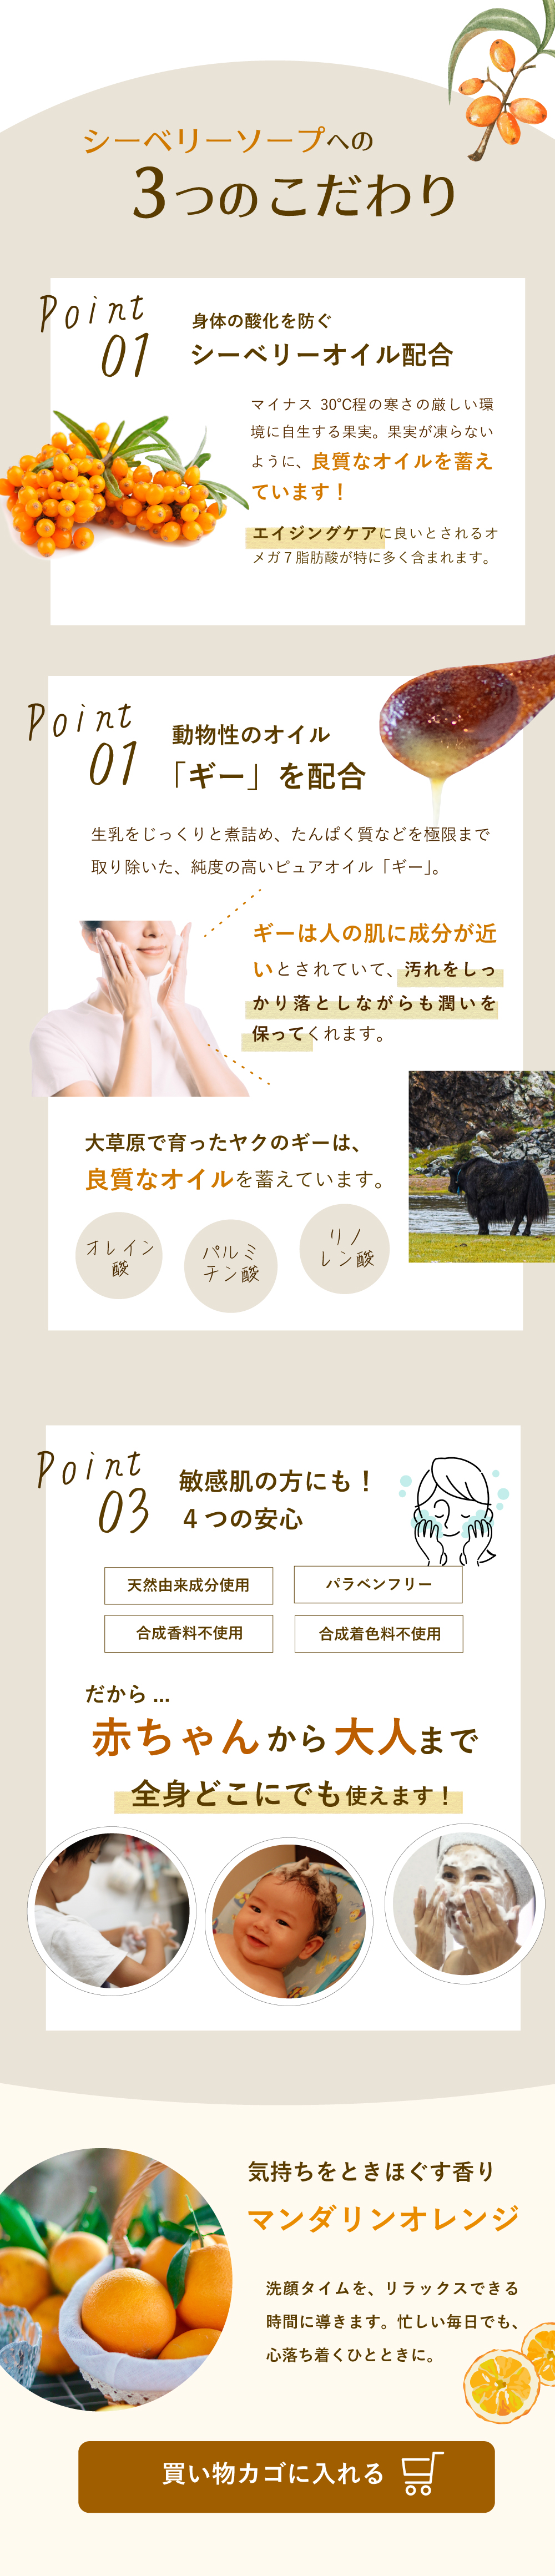 シーベリーソープへの
3つのこだわり
Point
01
身体の酸化を防ぐ
シーベリーオイル配合
マイナス 30℃程の寒さの厳しい環
境に自生する果実。果実が凍らない
ように、良質なオイルを蓄え
ています！
エイジングケアに良いとされるオ
メガ７脂肪酸が特に多く含まれます。
Point
01
動物性のオイル
「ギー」を配合
生乳をじっくりと煮詰め、たんぱく質などを極限まで
取り除いた、純度の高いピュアオイル「ギー」。
ギーは人の肌に成分が近
いとされていて、汚れをしっ
かり落としながらも潤いを
保ってくれます。
大草原で育ったヤクのギーは、
良質なオイルを蓄えています。
オレイン
酸
パルミ
チン酸
リノ
レン酸
Point
03
敏感肌の方にも！
４つの安心
天然由来成分使用
パラベンフリー
合成香料不使用
合成着色料不使用
だから...
赤ちゃんから大人まで
全身どこにでも使えます！
気持ちをときほぐす香り
マンダリンオレンジ
洗顔タイムを、リラックスできる
時間に導きます。忙しい毎日でも、
心落ち着くひとときに。
買い物カゴに入れる